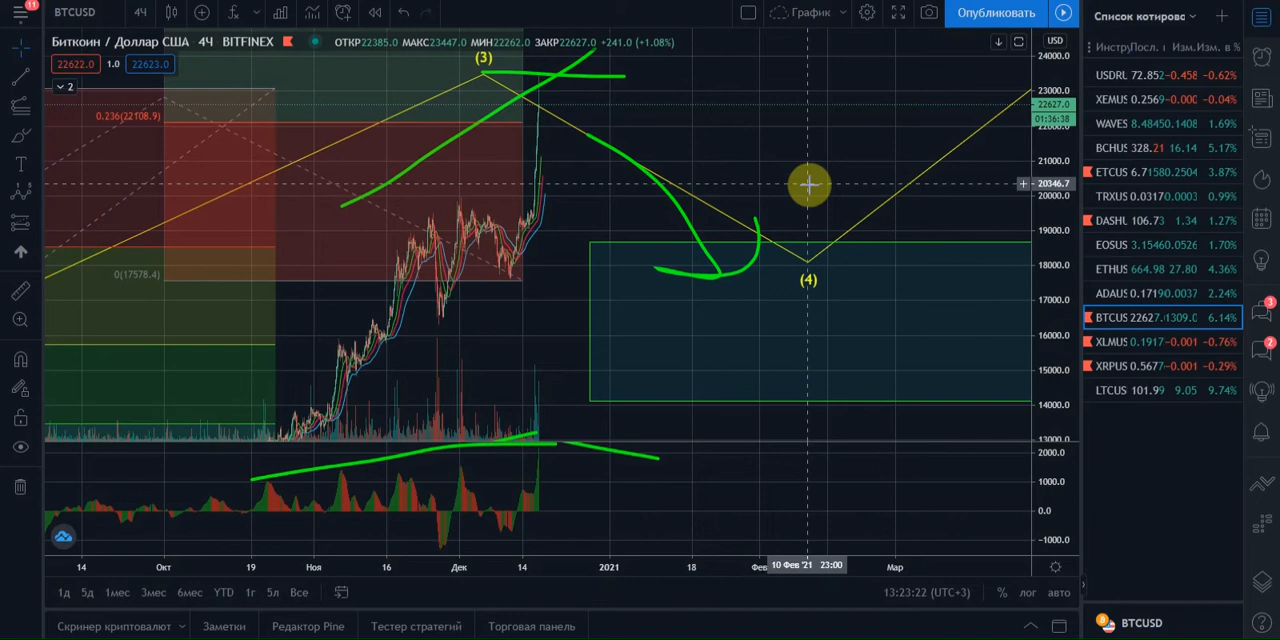 11
BTCUSD
4Ч
График
Опубликовать
Список котирово
Биткоин / Доллар США 4Ч BITFINEX ОТКР22385.0 МАКС23447.0 МИН22262.0 ЗАКР22627.0 +241.0 (+1.08%)
22622.0 1.0 22623.0
2
USD
(3)
0.236(22108.9)
0(17578.4)
(4)
24000.0
23000.0
22627.0
01:36:38
22000.0
21000.0
20346.7
20000.0
19000.0
18000.0
17000.0
16000.0
15000.0
14000.0
13000.0
2000.0
1000.0
0.0
-1000.0
14 Окт 19 Ноя 16 Дек 14 2021 18 Фев 10 Фев '21 23:00 Мар
1д 5д 1мес 3мес 6мес YTD 1г 5л Все
13:23:22 (UTC+3) % лог авто
Скринер криптовалют Заметки Редактор Pine Тестер стратегий Торговая панель
Инстру Посл. Изм. Изм. в %
USDRU 72.852 -0.458 -0.62%
XEMUS 0.2569 -0.000 -0.04%
WAVES 8.4845 0.1408 1.69%
BCHUS 328.21 16.14 5.17%
ETCUS 6.7158 0.2504 3.87%
TRXUS 0.0317 0.0003 0.99%
DASHU 106.73 1.34 1.27%
EOSUS 3.1546 0.0526 1.70%
ETHUS 664.98 27.80 4.36%
ADAUS 0.1719 0.0037 2.24%
BTCUS 22627. 1309.0 6.14%
XLMUS 0.1917 -0.001 -0.76%
XRPUS 0.5677 -0.001 -0.29%
LTCUS 101.99 9.05 9.74%
3
2
BTCUSD